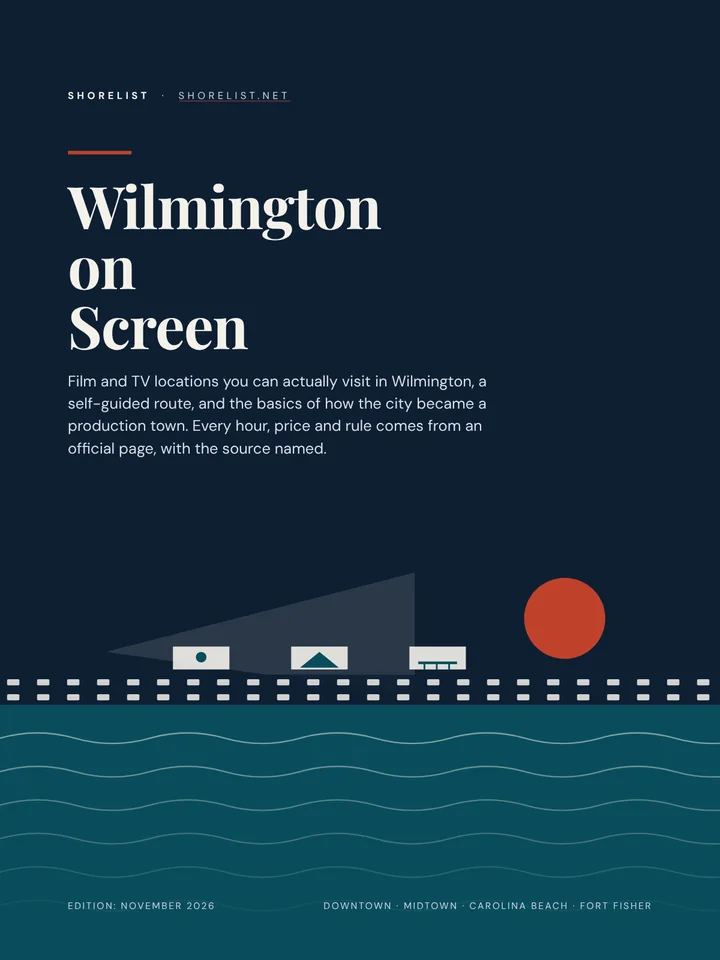 SHORELIST · SHORELIST.NET
Wilmington
on
Screen
Film and TV locations you can actually visit in Wilmington, a
self-guided route, and the basics of how the city became a
production town. Every hour, price and rule comes from an
official page, with the source named.
EDITION: NOVEMBER 2026
DOWNTOWN · MIDTOWN · CAROLINA BEACH · FORT FISHER